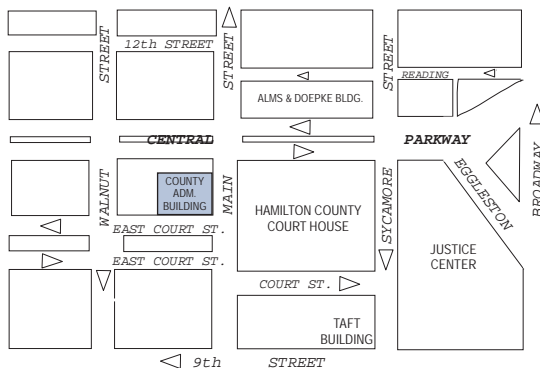 STREET
12th STREET
STREET
STREET
READING
ALMS & DOEPKE BLDG.
CENTRAL
PARKWAY
COUNTY
ADM.
BUILDING
WALNUT
MAIN
HAMILTON COUNTY
COURT HOUSE
SYCAMORE
EGGLESTON
BROADWAY
EAST COURT ST.
EAST COURT ST.
JUSTICE
CENTER
COURT ST.
TAFT
BUILDING
9th STREET